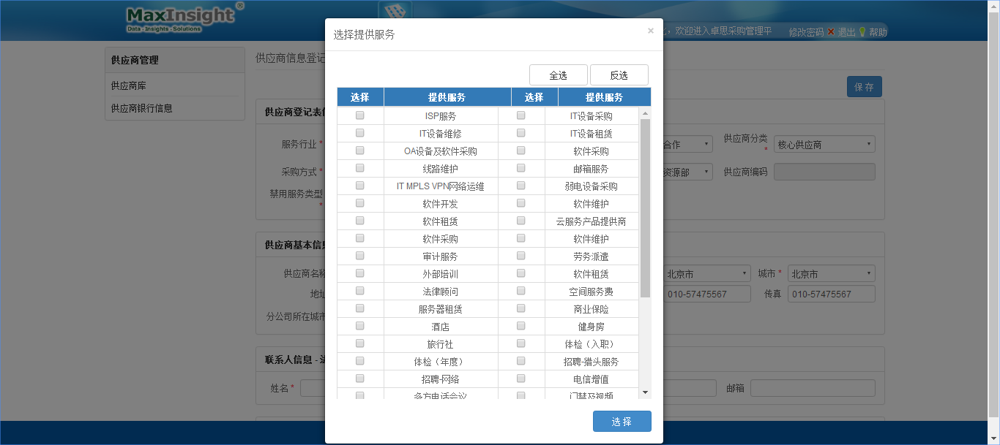 MaxInsight®
Data - Insights - Solutions
，欢迎进入卓思采购管理平
修改密码 退出 帮助
供应商管理
供应商库
供应商银行信息
供应商信息登记
保 存
供应商登记表
服务行业 *
合作
供应商分类 *
核心供应商
采购方式 *
资源部
供应商编码
禁用服务类型 *
供应商基本信息
供应商名称
北京市
城市 *
北京市
地址
010-57475567
传真
010-57475567
分公司所在城市
联系人信息 - 法
姓名 *
邮箱
选择提供服务
×
全选 反选
选择 提供服务 选择 提供服务
ISP服务 IT设备采购
IT设备维修 IT设备租赁
OA设备及软件采购 软件采购
线路维护 邮箱服务
IT MPLS VPN网络运维 弱电设备采购
软件开发 软件维护
软件租赁 云服务产品提供商
软件采购 软件维护
审计服务 劳务派遣
外部培训 软件租赁
法律顾问 空间服务费
服务器租赁 商业保险
酒店 健身房
旅行社 体检（入职）
体检（年度） 招聘-猎头服务
招聘-网络 电信增值
多方电话会议 门禁及视频
选 择